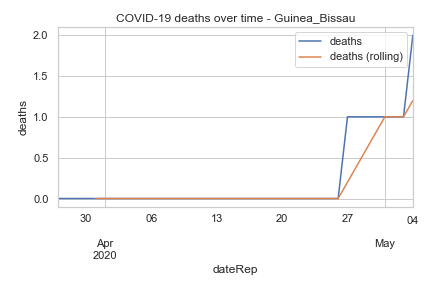 COVID-19 deaths over time - Guinea_Bissau
deaths
deaths (rolling)
deaths
2.0
1.5
1.0
0.5
0.0
30 06 13 20 27 04
Apr May
2020
dateRep